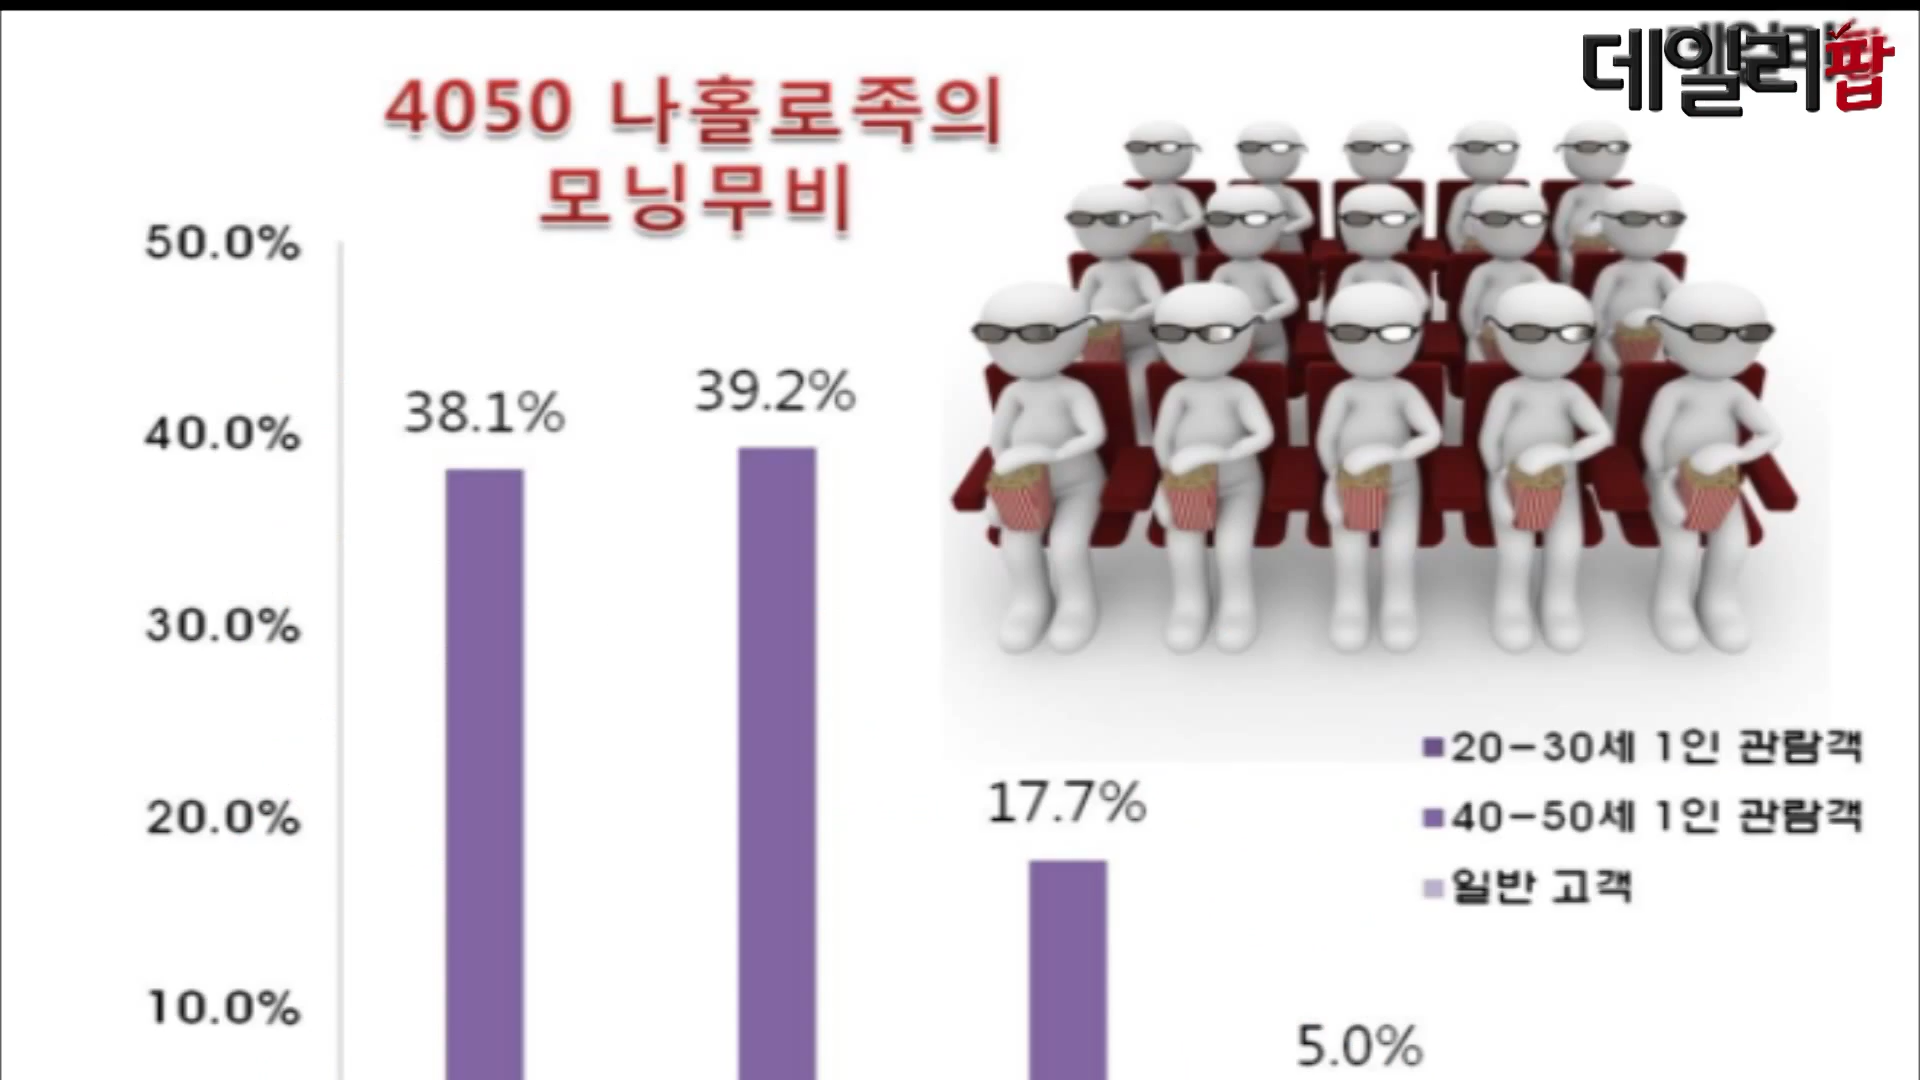 데일리팝
4050 나홀로족의
모닝무비
50.0%
40.0%
30.0%
20.0%
10.0%
38.1%
39.2%
17.7%
5.0%
20-30세 1인 관람객
40-50세 1인 관람객
일반 고객